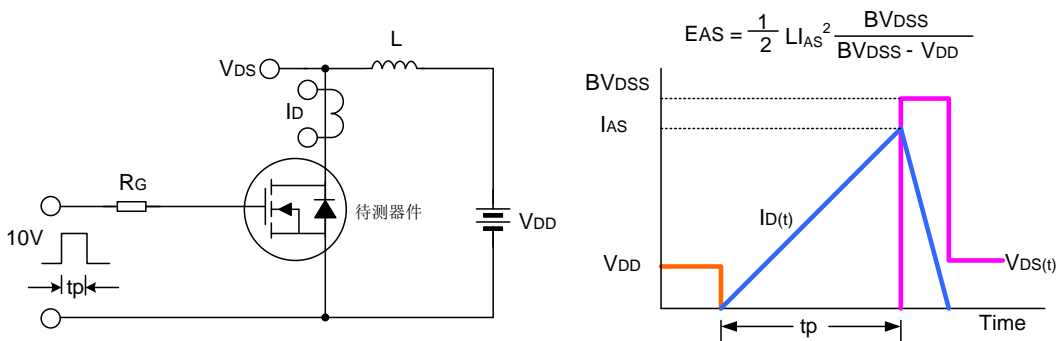 VDS
L
ID
RG
待测器件
10V
VDD
tp
EAS = 1/2 LIAS² BVDSS/(BVDSS - VDD)
BVDSS
IAS
ID(t)
VDD
VDS(t)
tp
Time